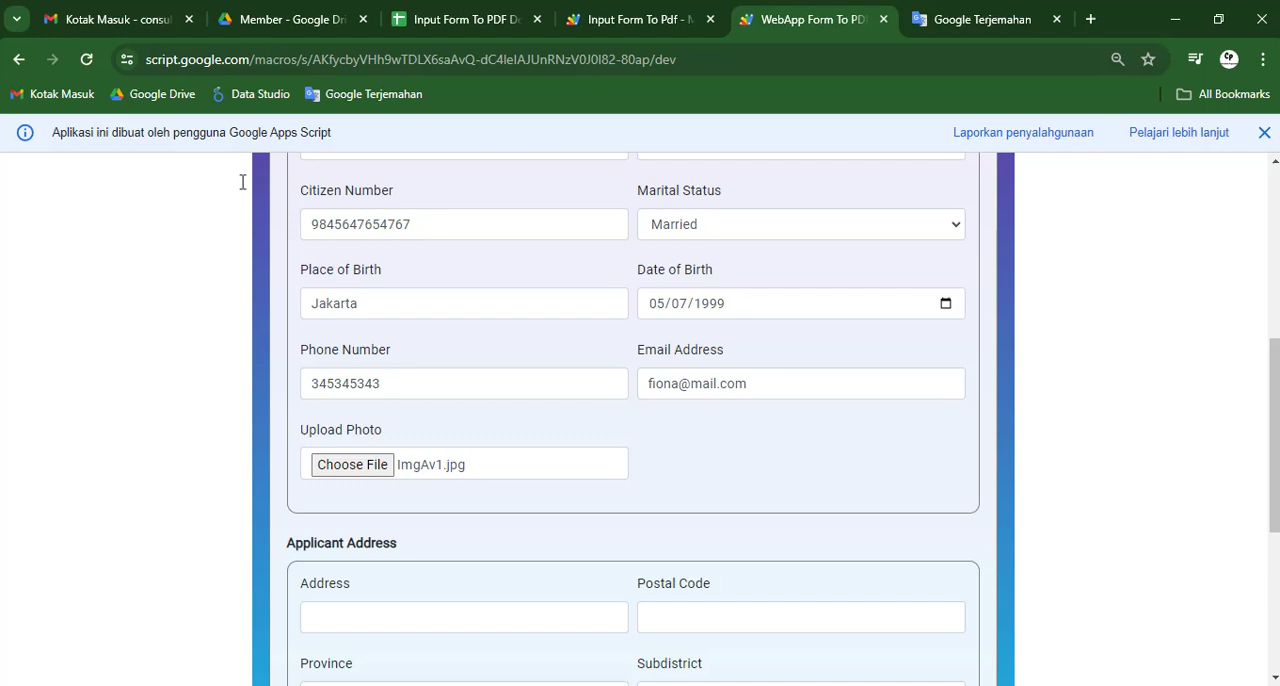 Kotak Masuk - consul
Member - Google Dri
Input Form To PDF De
Input Form To Pdf - M
WebApp Form To PD
Google Terjemahan
script.google.com/macros/s/AKfycbyVHh9wTDLX6saAvQ-dC4leIAJUnRNzV0J0l82-80ap/dev
Kotak Masuk
Google Drive
Data Studio
Google Terjemahan
All Bookmarks
Aplikasi ini dibuat oleh pengguna Google Apps Script
Laporkan penyalahgunaan
Pelajari lebih lanjut
Citizen Number
Marital Status
9845647654767
Married
Place of Birth
Date of Birth
Jakarta
05/07/1999
Phone Number
Email Address
345345343
fiona@mail.com
Upload Photo
Choose File ImgAv1.jpg
Applicant Address
Address
Postal Code
Province
Subdistrict